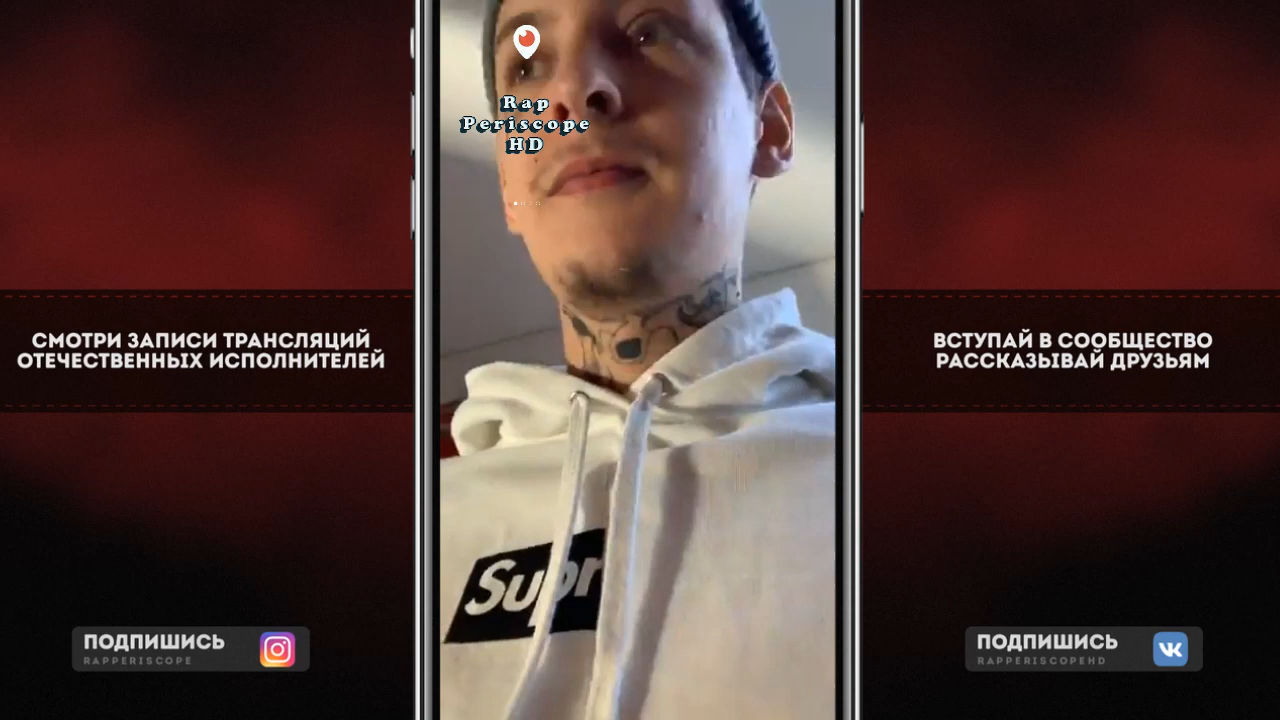 Rap
Periscope
HD
СМОТРИ ЗАПИСИ ТРАНСЛЯЦИЙ
ОТЕЧЕСТВЕННЫХ ИСПОЛНИТЕЛЕЙ
ВСТУПАЙ В СООБЩЕСТВО
РАССКАЗЫВАЙ ДРУЗЬЯМ
Supr
ПОДПИШИСЬ
RAPPERISCOPE
ПОДПИШИСЬ
RAPPERISCOPEHD